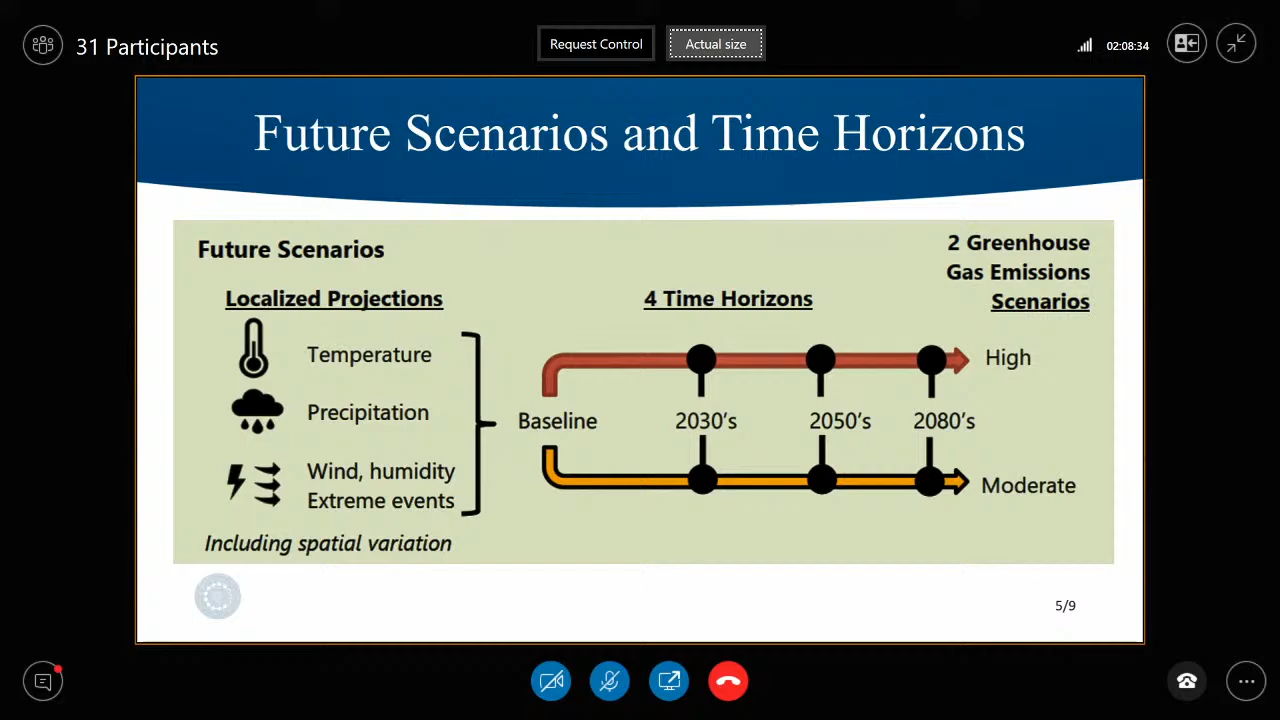 31 Participants
Request Control
Actual size
02:08:34
Future Scenarios and Time Horizons
Future Scenarios
Localized Projections
Temperature
Precipitation
Wind, humidity
Extreme events
Including spatial variation
4 Time Horizons
Baseline
2030's
2050's
2080's
2 Greenhouse
Gas Emissions
Scenarios
High
Moderate
5/9